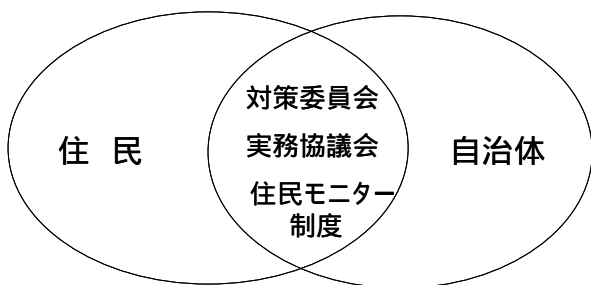 住 民
対策委員会
実務協議会
住民モニター
制度
自治体